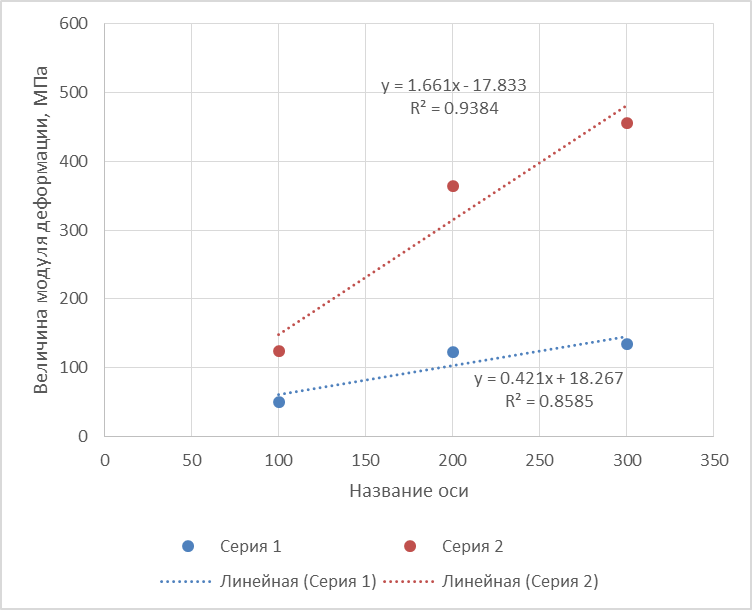 600
500
400
300
200
100
0
Величина модуля деформации, МПа
y = 1.661x - 17.833
R² = 0.9384
y = 0.421x + 18.267
R² = 0.8585
0 50 100 150 200 250 300 350
Название оси
Серия 1 Серия 2
Линейная (Серия 1) Линейная (Серия 2)